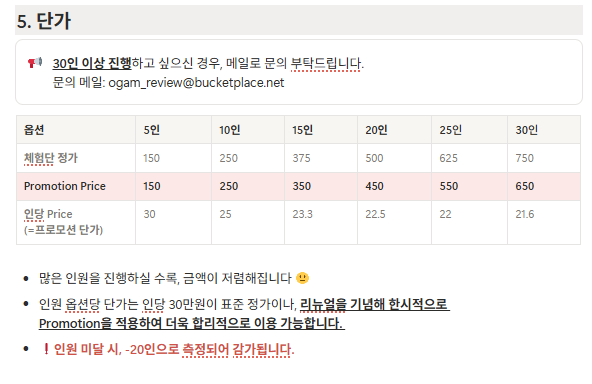 5. 단가
30인 이상 진행하고 싶으신 경우, 메일로 문의 부탁드립니다.
문의 메일: ogam_review@bucketplace.net
옵션 5인 10인 15인 20인 25인 30인
체험단 정가 150 250 375 500 625 750
Promotion Price 150 250 350 450 550 650
인당 Price 30 25 23.3 22.5 22 21.6
(=프로모션 단가)
많은 인원을 진행하실 수록, 금액이 저렴해집니다 🙂
인원 옵션당 단가는 인당 30만원이 표준 정가이나, 리뉴얼을 기념해 한시적으로
Promotion을 적용하여 더욱 합리적으로 이용 가능합니다.
❗인원 미달 시, -20인으로 측정되어 감가됩니다.